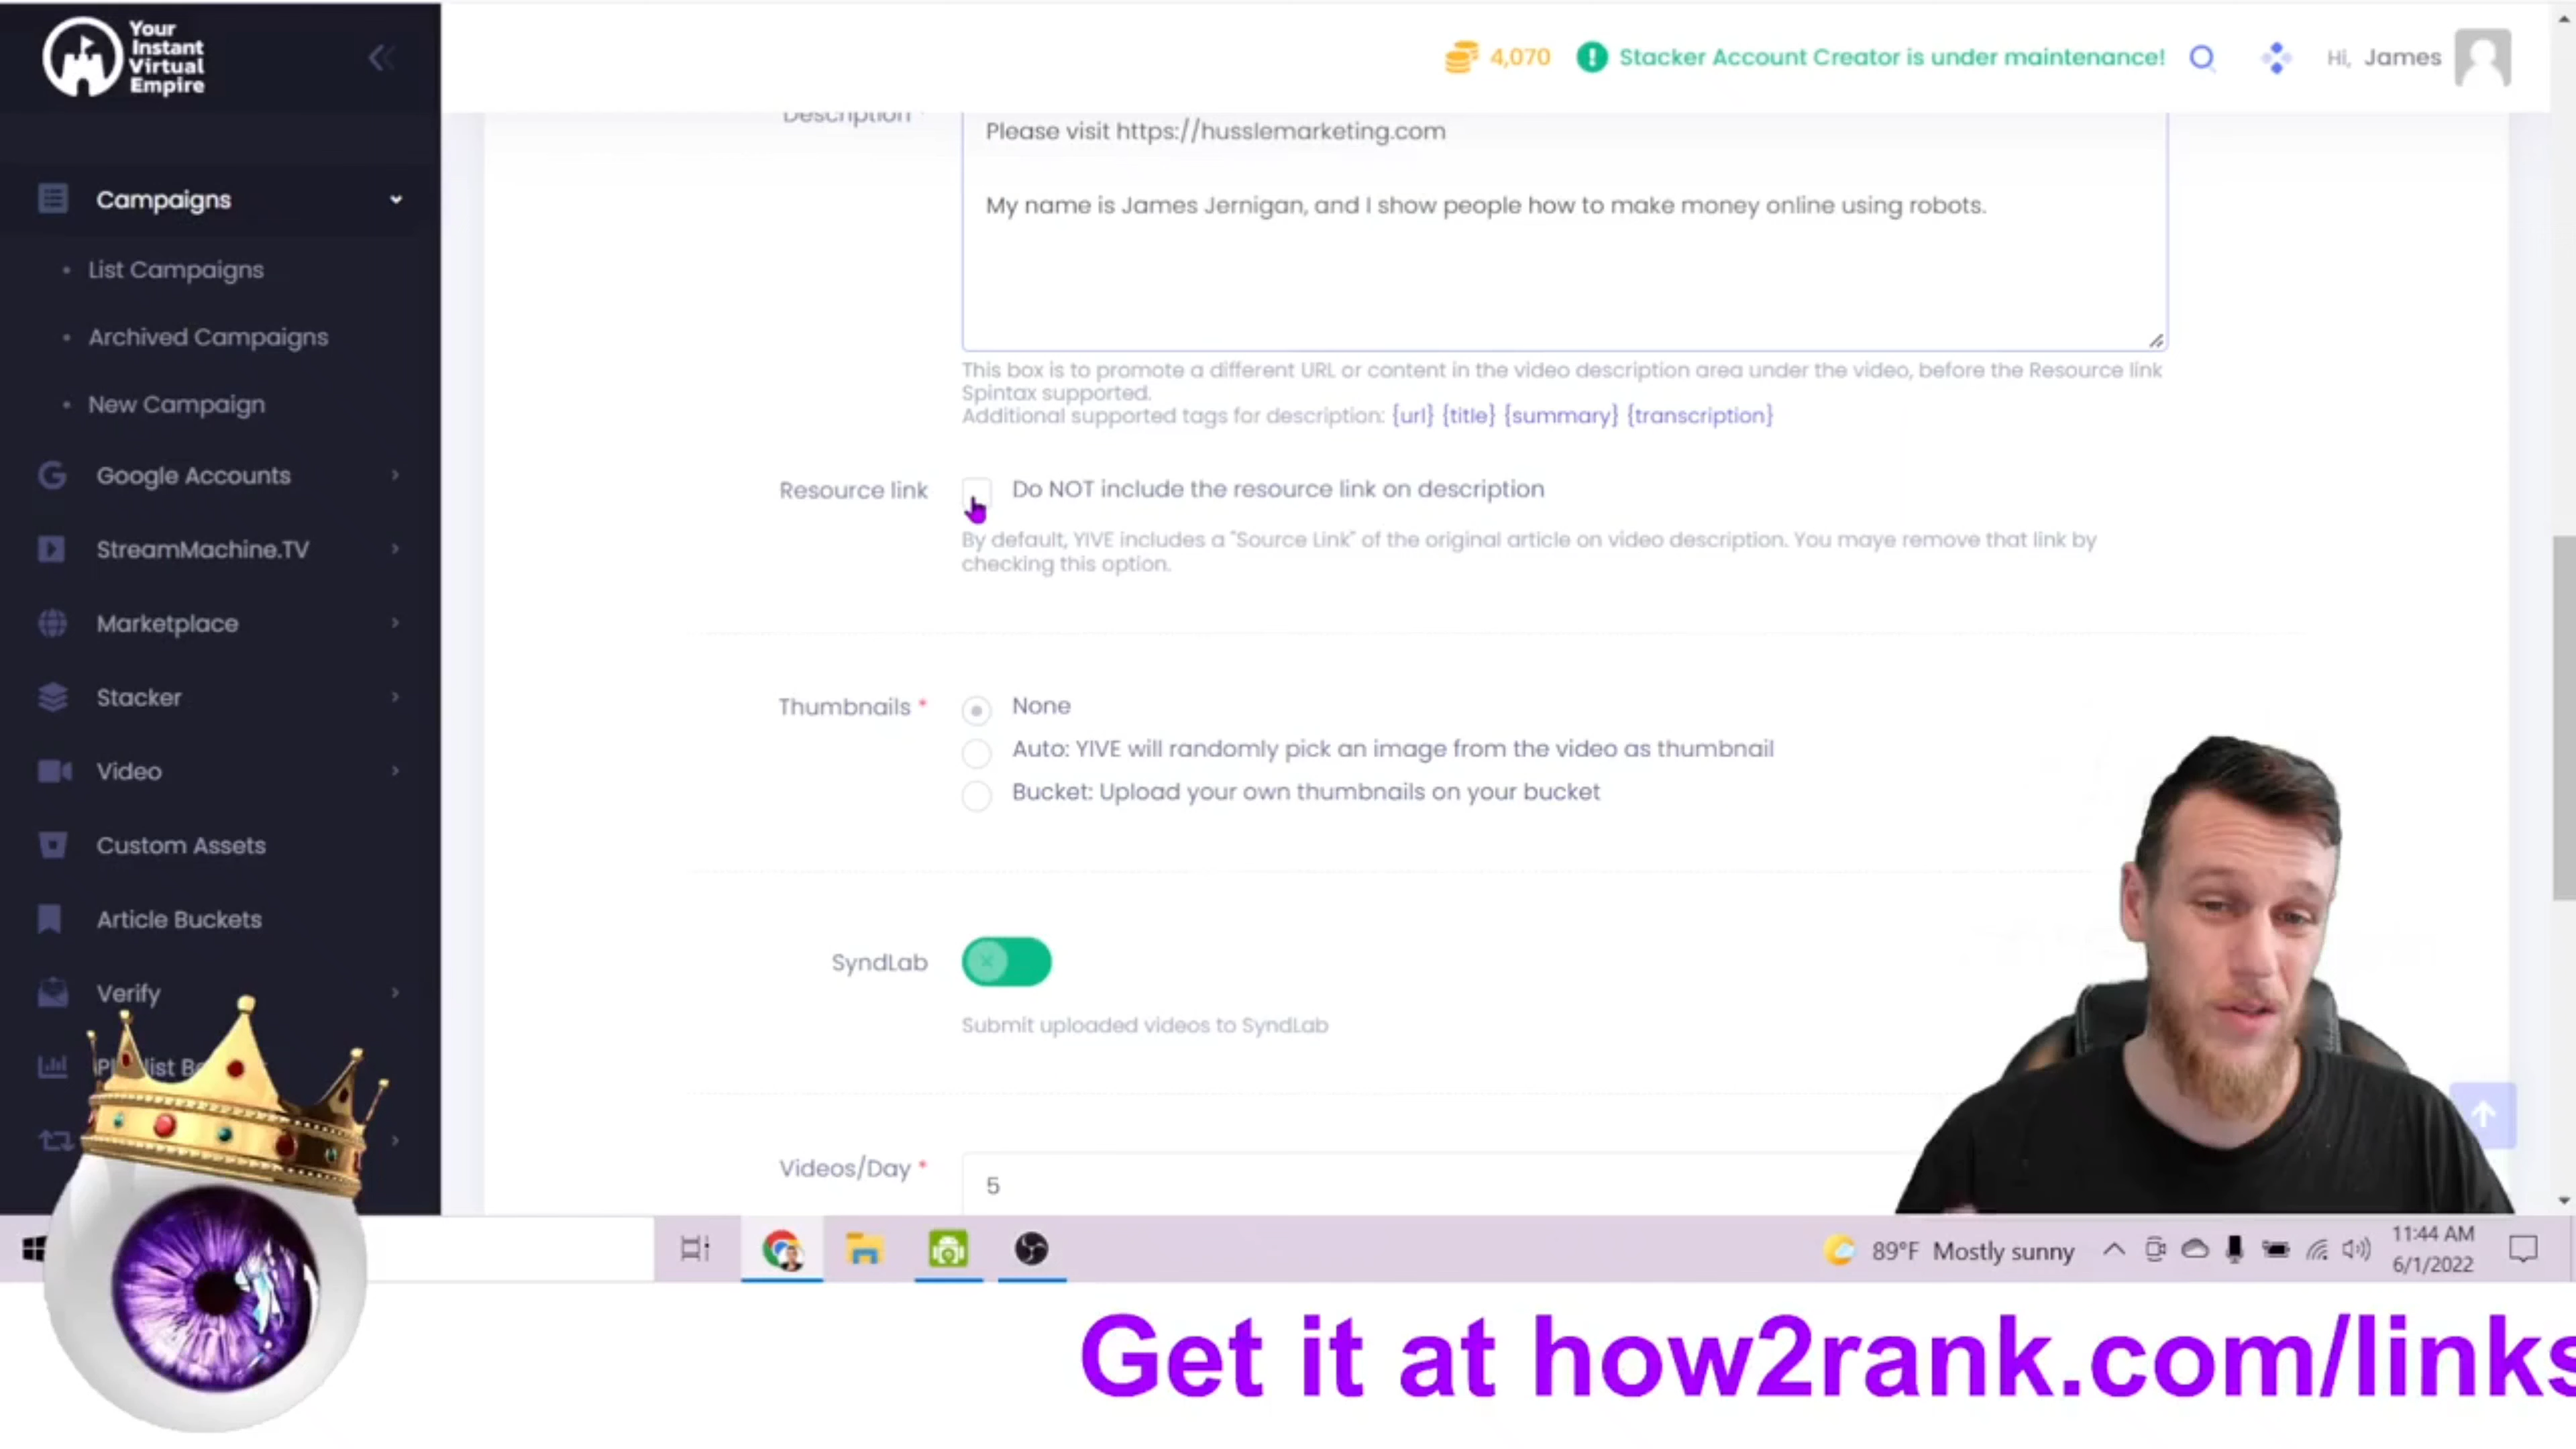 Your
Instant
Virtual
Empire
4,070
Stacker Account Creator is under maintenance!
Hi, James
Campaigns
List Campaigns
Archived Campaigns
New Campaign
Google Accounts
StreamMachine.TV
Marketplace
Stacker
Video
Custom Assets
Article Buckets
Verify
Description *
Please visit https://husslemarketing.com
My name is James Jernigan, and I show people how to make money online using robots.
This box is to promote a different URL or content in the video description area under the video, before the Resource link
Spintax supported.
Additional supported tags for description: {url} {title} {summary} {transcription}
Resource link
Do NOT include the resource link on description
By default, YIVE includes a "Source Link" of the original article on video description. You maye remove that link by
checking this option.
Thumbnails *
None
Auto: YIVE will randomly pick an image from the video as thumbnail
Bucket: Upload your own thumbnails on your bucket
SyndLab
Submit uploaded videos to SyndLab
Videos/Day *
5
89°F Mostly sunny
11:44 AM
6/1/2022
Get it at how2rank.com/links